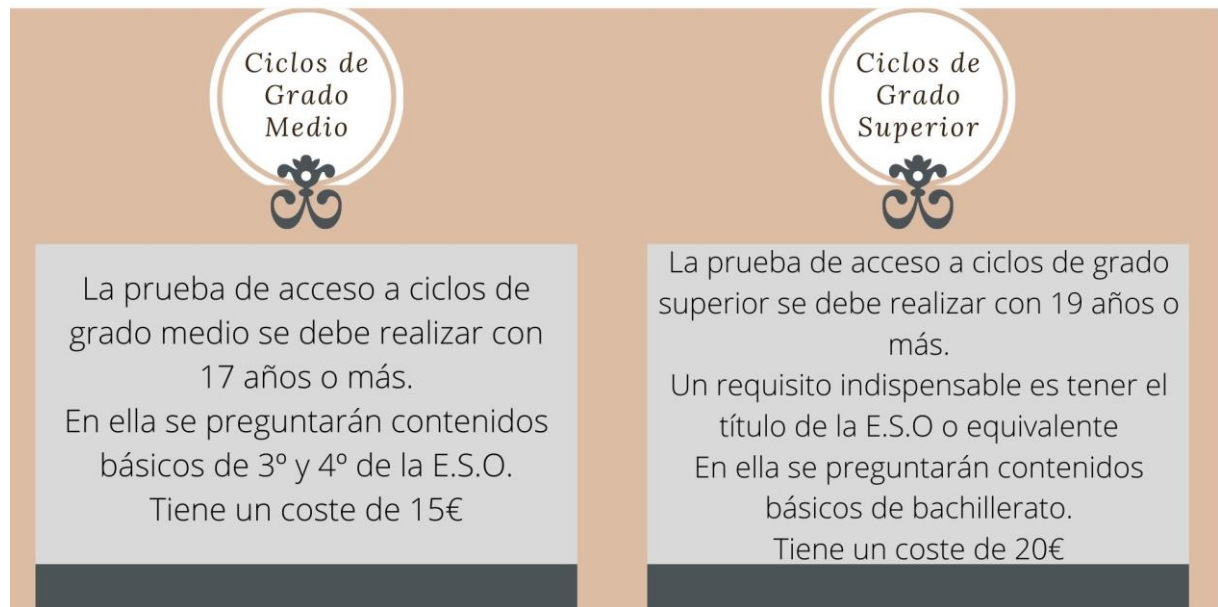 Ciclos de
Grado
Medio
La prueba de acceso a ciclos de
grado medio se debe realizar con
17 años o más.
En ella se preguntarán contenidos
básicos de 3º y 4º de la E.S.O.
Tiene un coste de 15€
Ciclos de
Grado
Superior
La prueba de acceso a ciclos de grado
superior se debe realizar con 19 años o
más.
Un requisito indispensable es tener el
título de la E.S.O o equivalente
En ella se preguntarán contenidos
básicos de bachillerato.
Tiene un coste de 20€